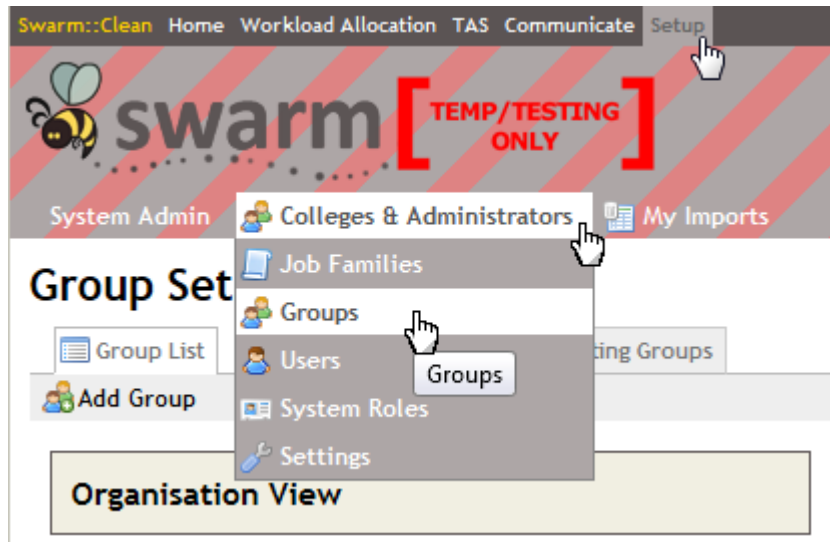 Swarm::Clean Home Workload Allocation TAS Communicate Setup
swarm
TEMP/TESTING
ONLY
System Admin Colleges & Administrators My Imports
Job Families
Group Set
Groups
Group List
Users
Groups
ting Groups
Add Group
System Roles
Settings
Organisation View